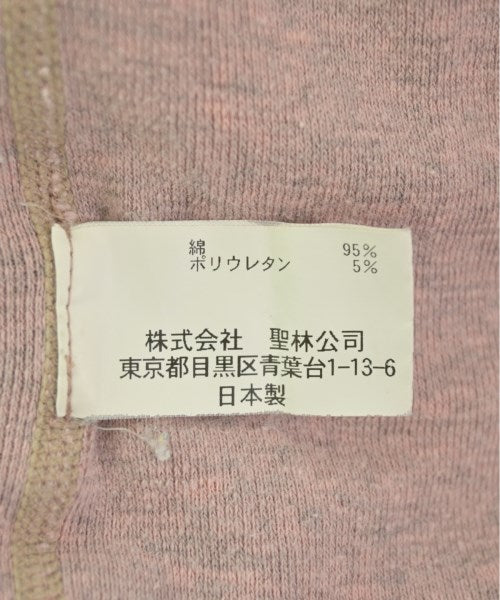 綿 95%
ポリウレタン 5%
株式会社 聖林公司
東京都目黒区青葉台1-13-6
日本製